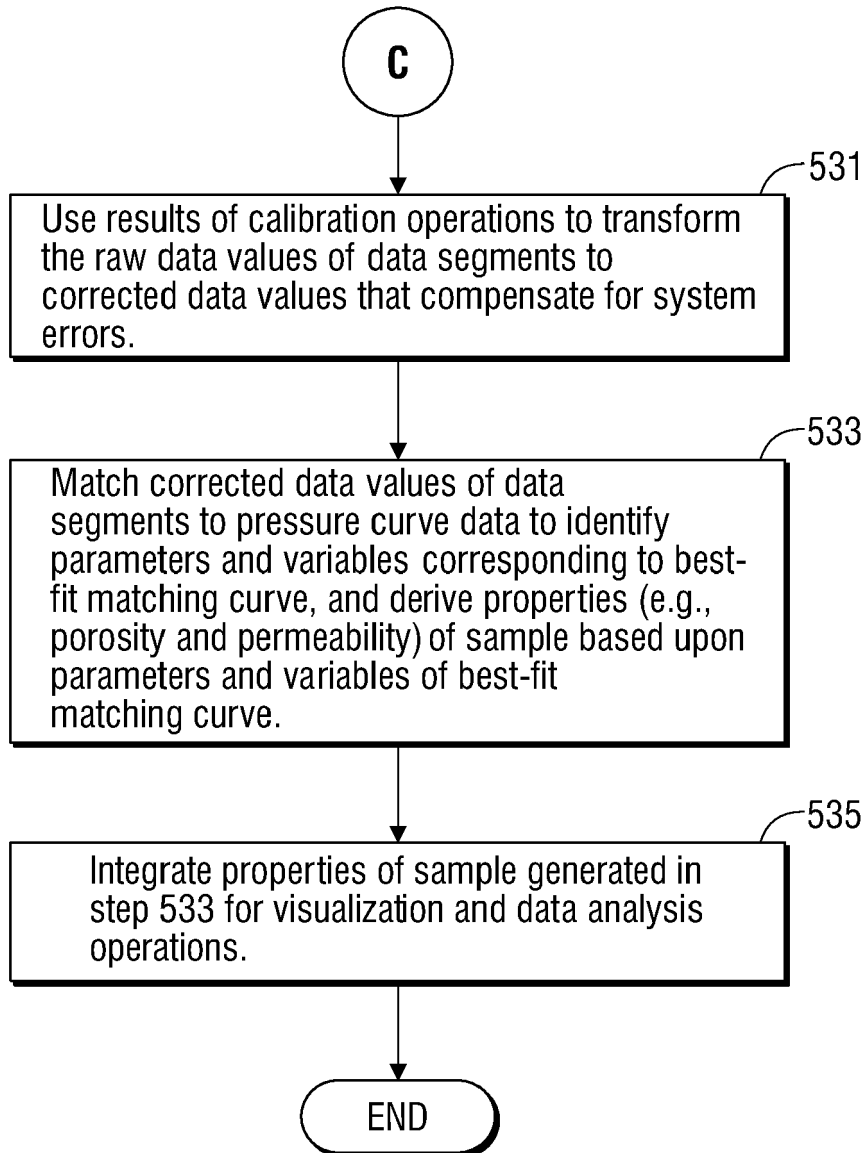 C
531
Use results of calibration operations to transform
the raw data values of data segments to
corrected data values that compensate for system
errors.
533
Match corrected data values of data
segments to pressure curve data to identify
parameters and variables corresponding to best-
fit matching curve, and derive properties (e.g.,
porosity and permeability) of sample based upon
parameters and variables of best-fit
matching curve.
535
Integrate properties of sample generated in
step 533 for visualization and data analysis
operations.
END